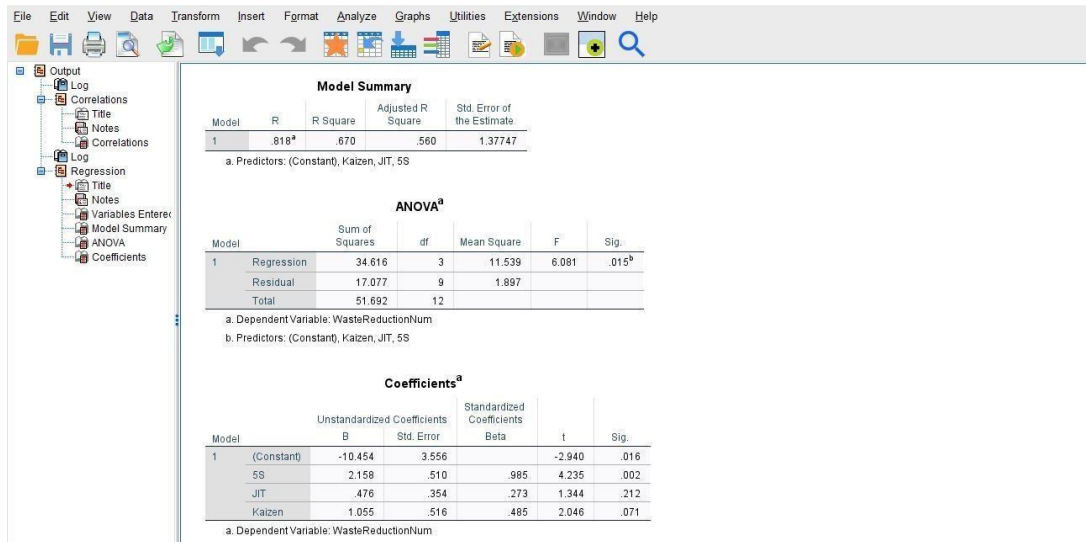 File Edit View Data Transform Insert Format Analyze Graphs Utilities Extensions Window Help
Output
Log
Correlations
Title
Notes
Correlations
Log
Regression
Title
Notes
Variables Entered
Model Summary
ANOVA
Coefficients
Model Summary
Model R R Square Adjusted R Square Std. Error of the Estimate
1 .818a .670 .560 1.37747
a. Predictors: (Constant), Kaizen, JIT, 5S
ANOVAa
Model Sum of Squares df Mean Square F Sig.
1 Regression 34.616 3 11.539 6.081 .015b
Residual 17.077 9 1.897
Total 51.692 12
a. Dependent Variable: WasteReductionNum
b. Predictors: (Constant), Kaizen, JIT, 5S
Coefficientsa
Unstandardized Coefficients Standardized Coefficients
Model B Std. Error Beta t Sig.
1 (Constant) -10.454 3.556 -2.940 .016
5S 2.158 .510 .985 4.235 .002
JIT .476 .354 .273 1.344 .212
Kaizen 1.055 .516 .485 2.046 .071
a. Dependent Variable: WasteReductionNum